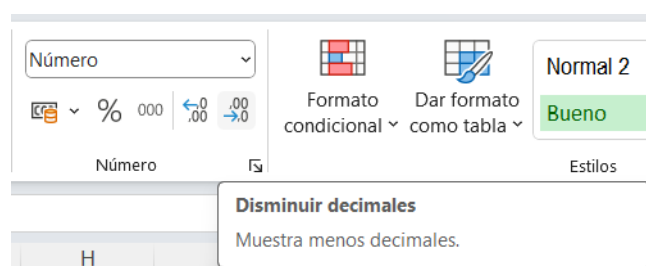 Número
% 000 ←0 .00 .00 →.0
Formato condicional
Dar formato como tabla
Normal 2
Bueno
Número
Estilos
Disminuir decimales
Muestra menos decimales.
H